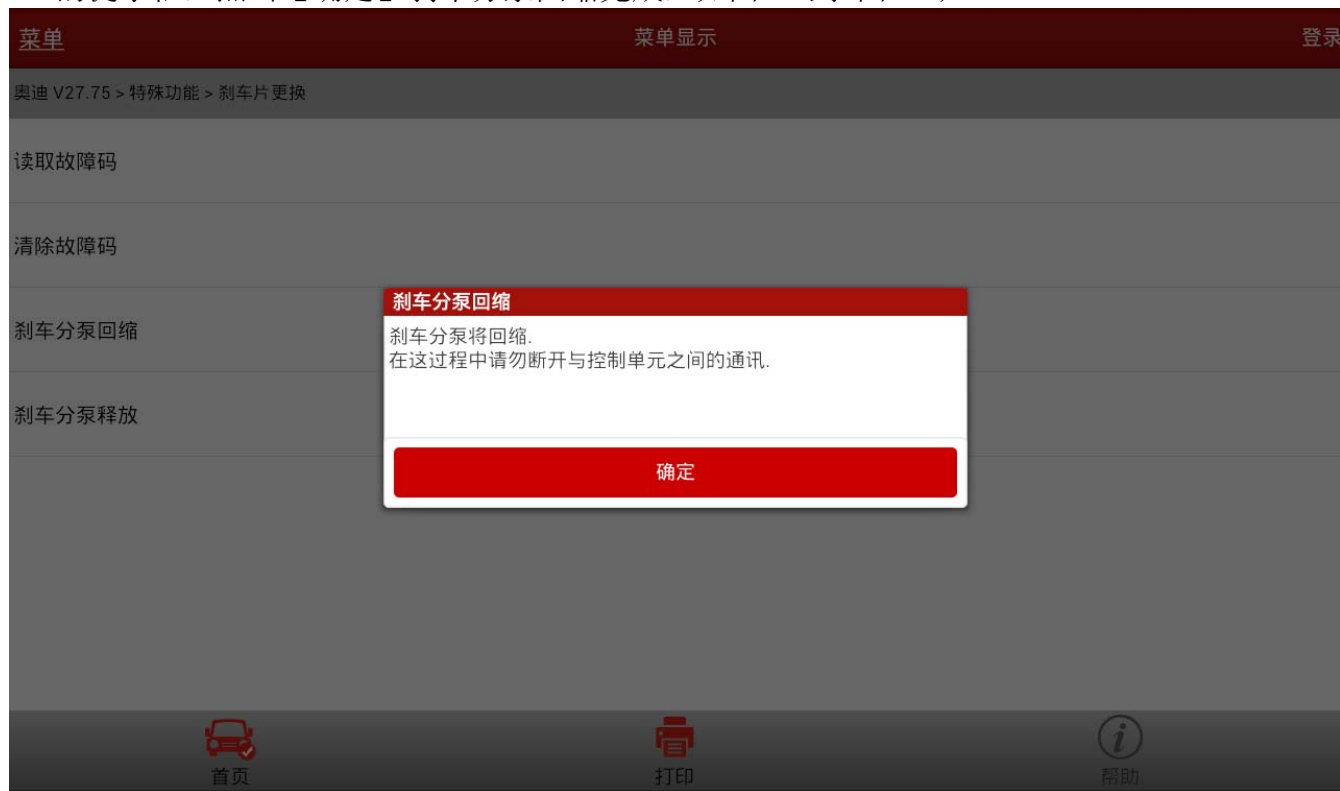 菜单
菜单显示
登录
奥迪 V27.75 > 特殊功能 > 刹车片更换
读取故障码
清除故障码
刹车分泵回缩
刹车分泵释放
刹车分泵回缩
刹车分泵将回缩.
在这过程中请勿断开与控制单元之间的通讯.
确定
首页
打印
帮助